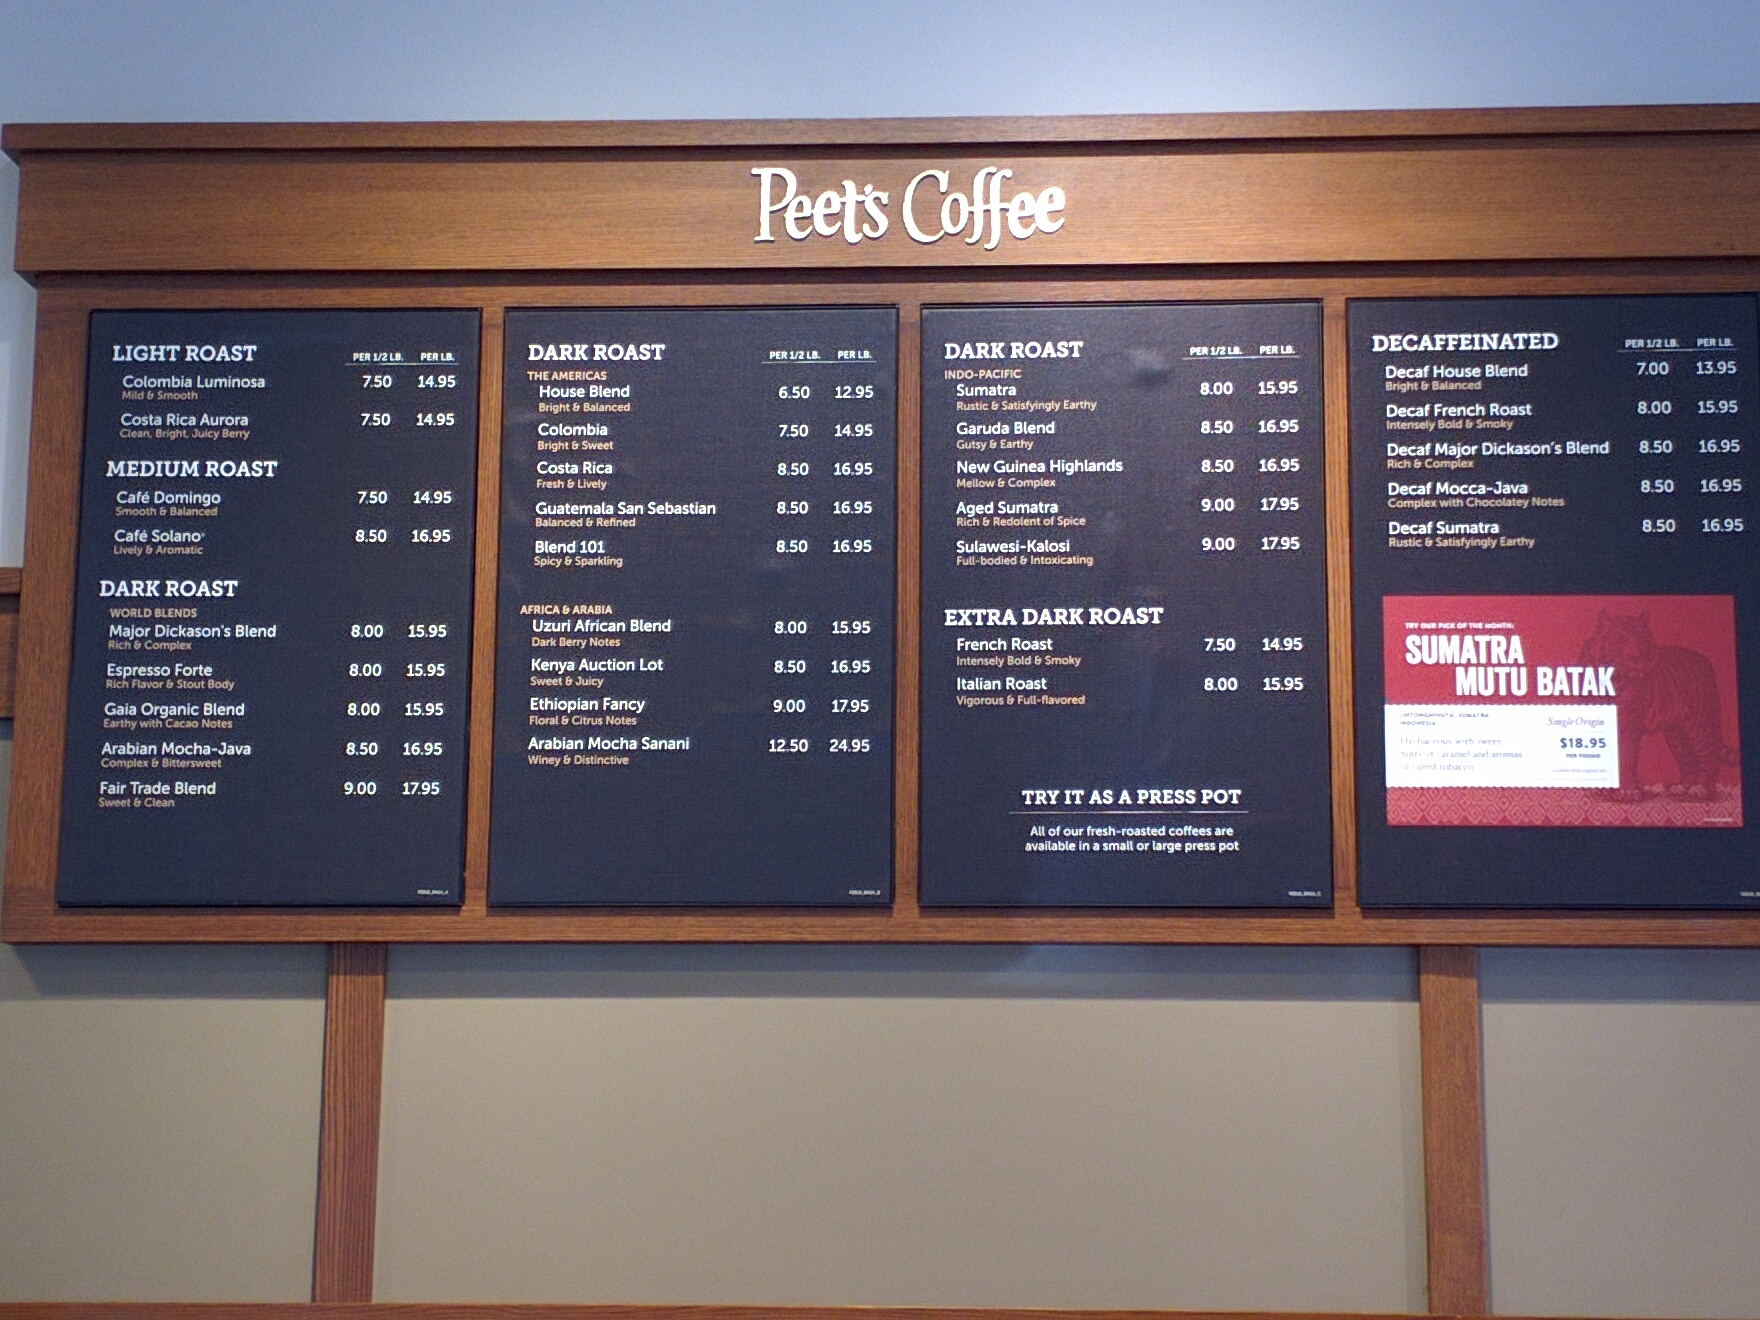 Peet's Coffee
LIGHT ROAST PER 1/2 LB. PER LB.
Colombia Luminosa 7.50 14.95
Mild & Smooth
Costa Rica Aurora 7.50 14.95
Clean, Bright, Juicy Berry
MEDIUM ROAST
Café Domingo 7.50 14.95
Smooth & Balanced
Café Solano 8.50 16.95
Lively & Aromatic
DARK ROAST
WORLD BLENDS
Major Dickason's Blend 8.00 15.95
Rich & Complex
Espresso Forte 8.00 15.95
Rich Flavor & Stout Body
Gaia Organic Blend 8.00 15.95
Earthy with Cacao Notes
Arabian Mocha-Java 8.50 16.95
Complex & Bittersweet
Fair Trade Blend 9.00 17.95
Sweet & Clean
DARK ROAST PER 1/2 LB. PER LB.
THE AMERICAS
House Blend 6.50 12.95
Bright & Balanced
Colombia 7.50 14.95
Bright & Sweet
Costa Rica 8.50 16.95
Fresh & Lively
Guatemala San Sebastian 8.50 16.95
Balanced & Refined
Blend 101 8.50 16.95
Spicy & Sparkling
AFRICA & ARABIA
Uzuri African Blend 8.00 15.95
Dark Berry Notes
Kenya Auction Lot 8.50 16.95
Sweet & Juicy
Ethiopian Fancy 9.00 17.95
Floral & Citrus Notes
Arabian Mocha Sanani 12.50 24.95
Winey & Distinctive
DARK ROAST PER 1/2 LB. PER LB.
INDO-PACIFIC
Sumatra 8.00 15.95
Rustic & Satisfyingly Earthy
Garuda Blend 8.50 16.95
Gutsy & Earthy
New Guinea Highlands 8.50 16.95
Mellow & Complex
Aged Sumatra 9.00 17.95
Rich & Redolent of Spice
Sulawesi-Kalosi 9.00 17.95
Full-bodied & Intoxicating
EXTRA DARK ROAST
French Roast 7.50 14.95
Intensely Bold & Smoky
Italian Roast 8.00 15.95
Vigorous & Full-flavored
TRY IT AS A PRESS POT
All of our fresh-roasted coffees are
available in a small or large press pot
DECAFFEINATED PER 1/2 LB. PER LB.
Decaf House Blend 7.00 13.95
Bright & Balanced
Decaf French Roast 8.00 15.95
Intensely Bold & Smoky
Decaf Major Dickason's Blend 8.50 16.95
Rich & Complex
Decaf Mocca-Java 8.50 16.95
Complex with Chocolatey Notes
Decaf Sumatra 8.50 16.95
Rustic & Satisfyingly Earthy
TRY OUR PICK OF THE MONTH:
SUMATRA
MUTU BATAK
SUMATRA
INDONESIA
Single Origin
with sweet
caramel and aromas
of cured tobacco
$18.95
PER POUND